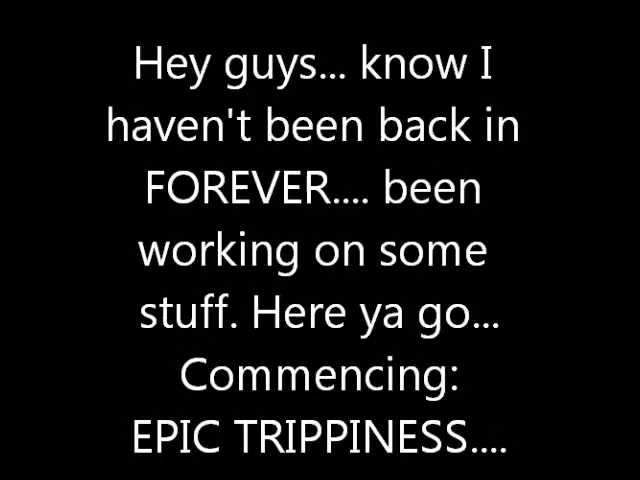 Hey guys... know I
haven't been back in
FOREVER.... been
working on some
stuff. Here ya go...
Commencing:
EPIC TRIPPINESS....